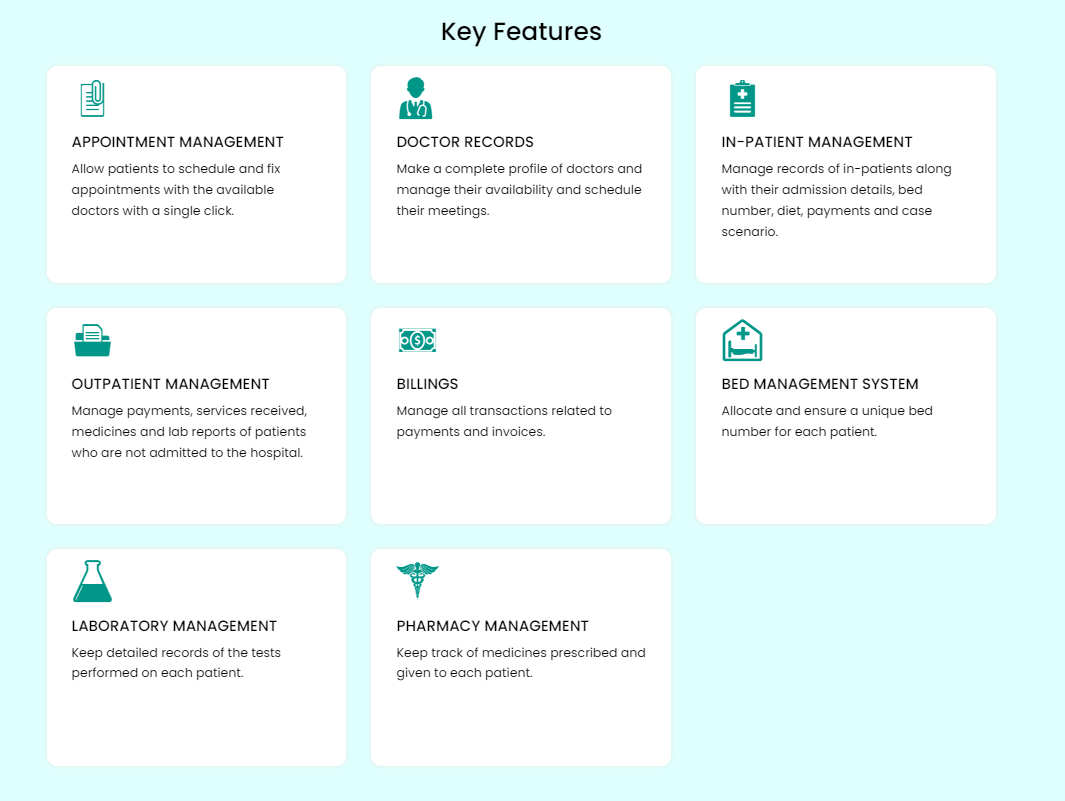 Key Features
APPOINTMENT MANAGEMENT
Allow patients to schedule and fix
appointments with the available
doctors with a single click.
DOCTOR RECORDS
Make a complete profile of doctors and
manage their availability and schedule
their meetings.
IN-PATIENT MANAGEMENT
Manage records of in-patients along
with their admission details, bed
number, diet, payments and case
scenario.
OUTPATIENT MANAGEMENT
Manage payments, services received,
medicines and lab reports of patients
who are not admitted to the hospital.
BILLINGS
Manage all transactions related to
payments and invoices.
BED MANAGEMENT SYSTEM
Allocate and ensure a unique bed
number for each patient.
LABORATORY MANAGEMENT
Keep detailed records of the tests
performed on each patient.
PHARMACY MANAGEMENT
Keep track of medicines prescribed and
given to each patient.